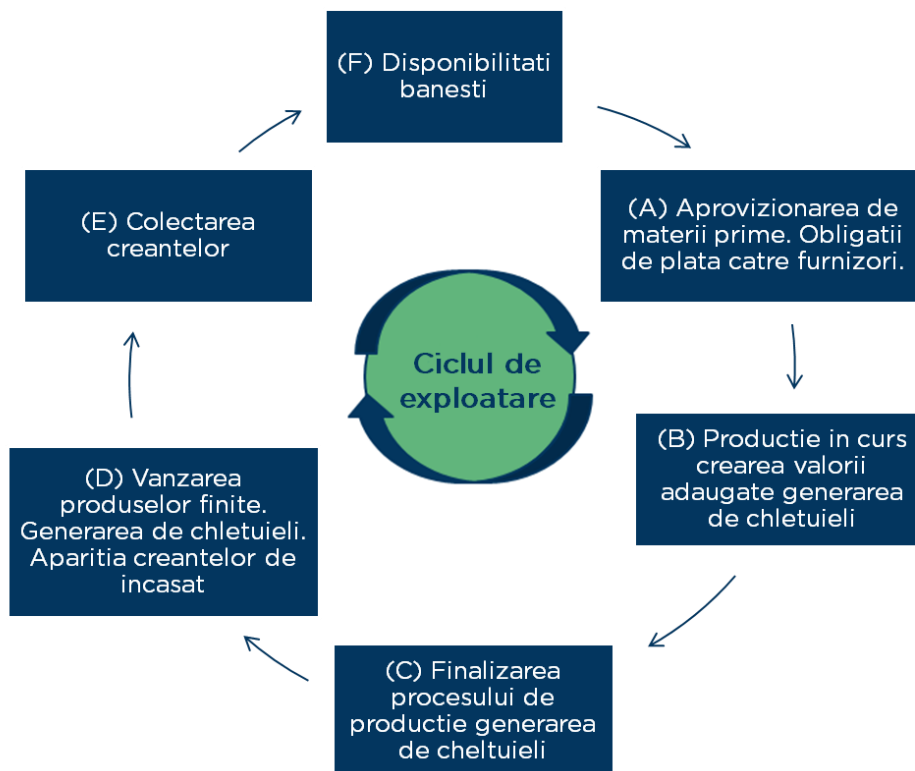 (F) Disponibilitati
banesti
(A) Aprovizionarea de
materii prime. Obligatii
de plata catre furnizori.
(B) Productie in curs
crearea valorii
adaugate generarea
de chletuieli
(C) Finalizarea
procesului de
productie generarea
de cheltuieli
(D) Vanzarea
produselor finite.
Generarea de chletuieli.
Aparitia creantelor de
incasat
(E) Colectarea
creantelor
Ciclul de
exploatare